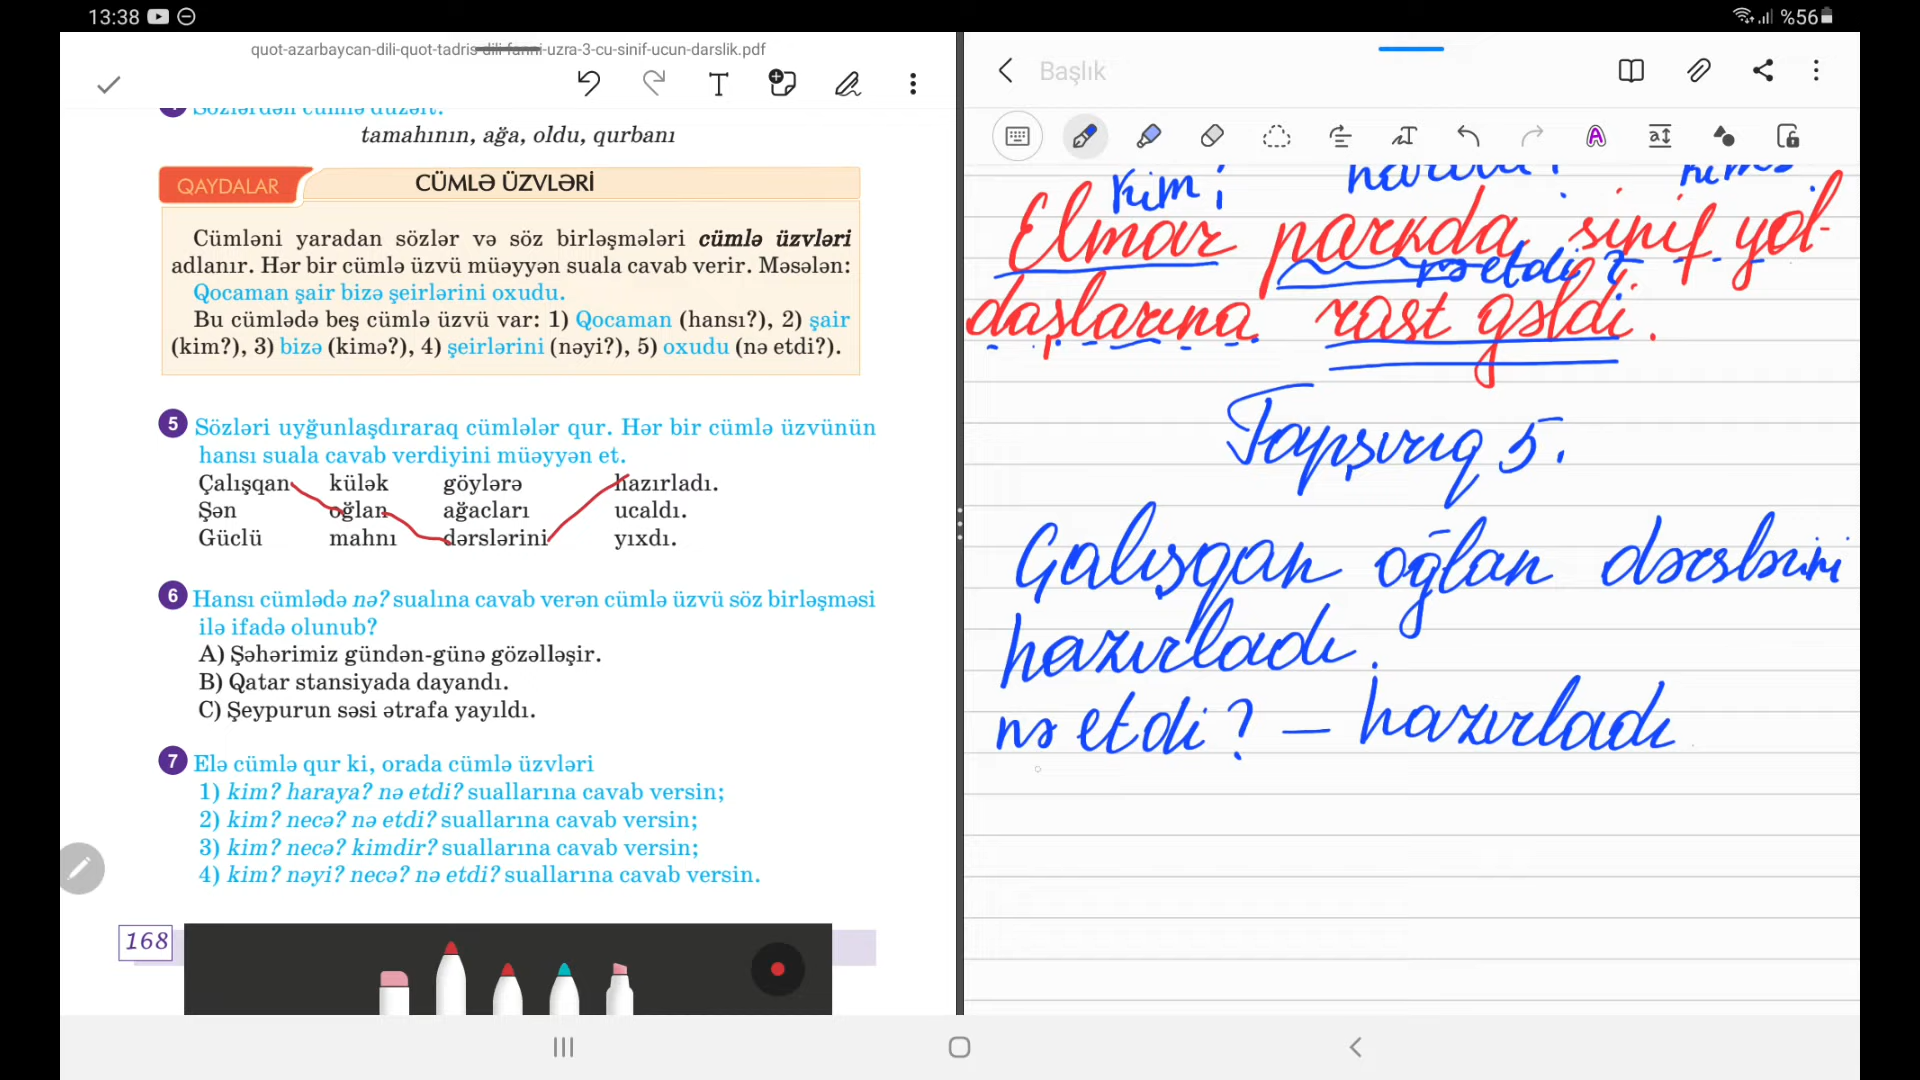 13:38
%56
quot-azarbaycan-dili-quot-tadris-dili-fanni-uzra-3-cu-sinif-ucun-darslik.pdf
Sözlərdən cümlə düzəlt.
tamahının, ağa, oldu, qurbanı
QAYDALAR
CÜMLƏ ÜZVLƏRİ
Cümləni yaradan sözlər və söz birləşmələri cümlə üzvləri
adlanır. Hər bir cümlə üzvü müəyyən suala cavab verir. Məsələn:
Qocaman şair bizə şeirlərini oxudu.
Bu cümlədə beş cümlə üzvü var: 1) Qocaman (hansı?), 2) şair
(kim?), 3) bizə (kimə?), 4) şeirlərini (nəyi?), 5) oxudu (nə etdi?).
5 Sözləri uyğunlaşdıraraq cümlələr qur. Hər bir cümlə üzvünün
hansı suala cavab verdiyini müəyyən et.
Çalışqan külək göylərə hazırladı.
Şən oğlan ağacları ucaldı.
Güclü mahnı dərslərini yıxdı.
6 Hansı cümlədə nə? sualına cavab verən cümlə üzvü söz birləşməsi
ilə ifadə olunub?
A) Şəhərimiz gündən-günə gözəlləşir.
B) Qatar stansiyada dayandı.
C) Şeypurun səsi ətrafa yayıldı.
7 Elə cümlə qur ki, orada cümlə üzvləri
1) kim? haraya? nə etdi? suallarına cavab versin;
2) kim? necə? nə etdi? suallarına cavab versin;
3) kim? necə? kimdir? suallarına cavab versin;
4) kim? nəyi? necə? nə etdi? suallarına cavab versin.
168
Başlık
kim?
Elmar parkda sinif yol-
nə etdi?
daşlarına rast gəldi.
Tapşırıq 5.
Çalışqan oğlan dərslərini
hazırladı.
nə etdi? – hazırladı